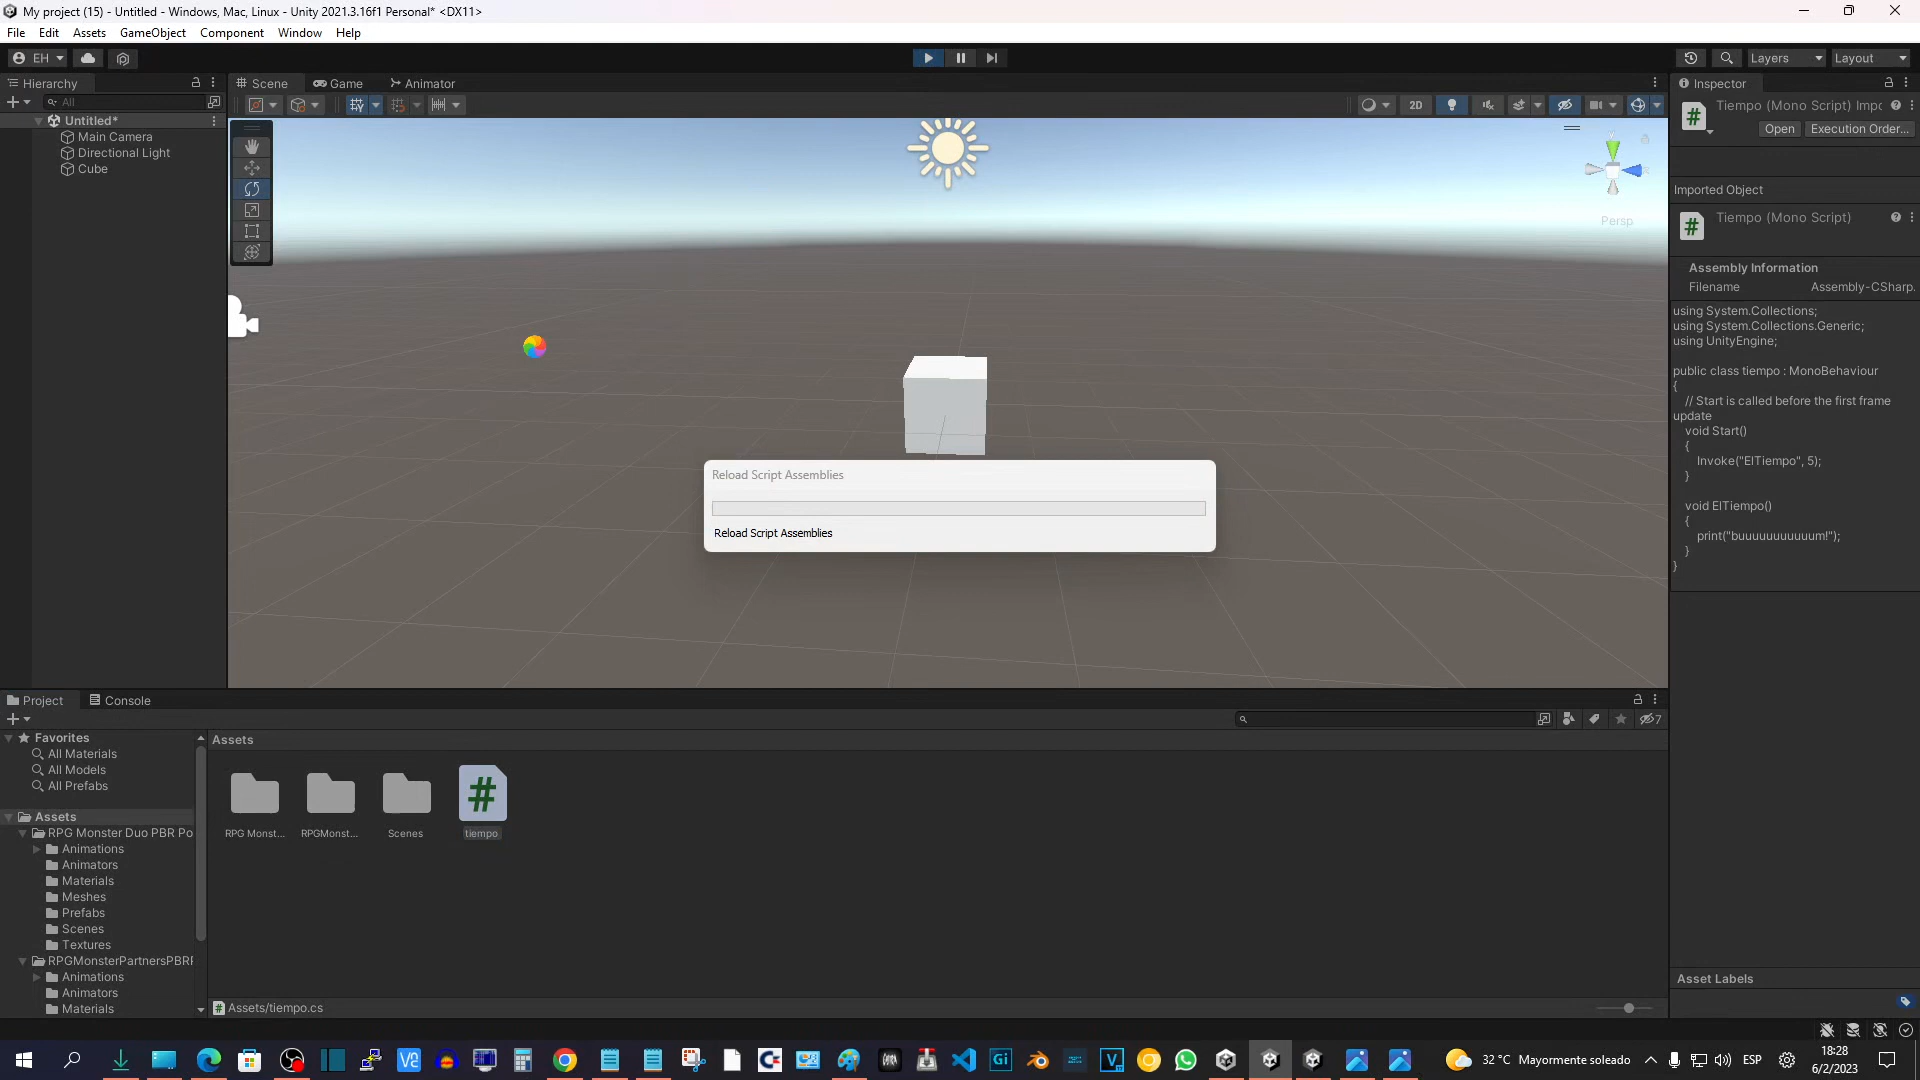 My project (15) - Untitled - Windows, Mac, Linux - Unity 2021.3.16f1 Personal* <DX11>
File Edit Assets GameObject Component Window Help
EH
Layers Layout
Hierarchy
All
Untitled*
Main Camera
Directional Light
Cube
Scene Game Animator
2D
Persp
Reload Script Assemblies
Reload Script Assemblies
Inspector
Tiempo (Mono Script) Impo
Open Execution Order...
Imported Object
Tiempo (Mono Script)
Assembly Information
Filename Assembly-CSharp.
using System.Collections;
using System.Collections.Generic;
using UnityEngine;
public class tiempo : MonoBehaviour
{
// Start is called before the first frame
update
void Start()
{
Invoke("ElTiempo", 5);
}
void ElTiempo()
{
print("buuuuuuuuuuum!");
}
}
Asset Labels
Project Console
7
Favorites
All Materials
All Models
All Prefabs
Assets
RPG Monster Duo PBR Po
Animations
Animators
Materials
Meshes
Prefabs
Scenes
Textures
RPGMonsterPartnersPBRF
Animations
Animators
Materials
Assets
RPG Monst... RPGMonst... Scenes tiempo
Assets/tiempo.cs
32 °C Mayormente soleado ESP
18:28
6/2/2023